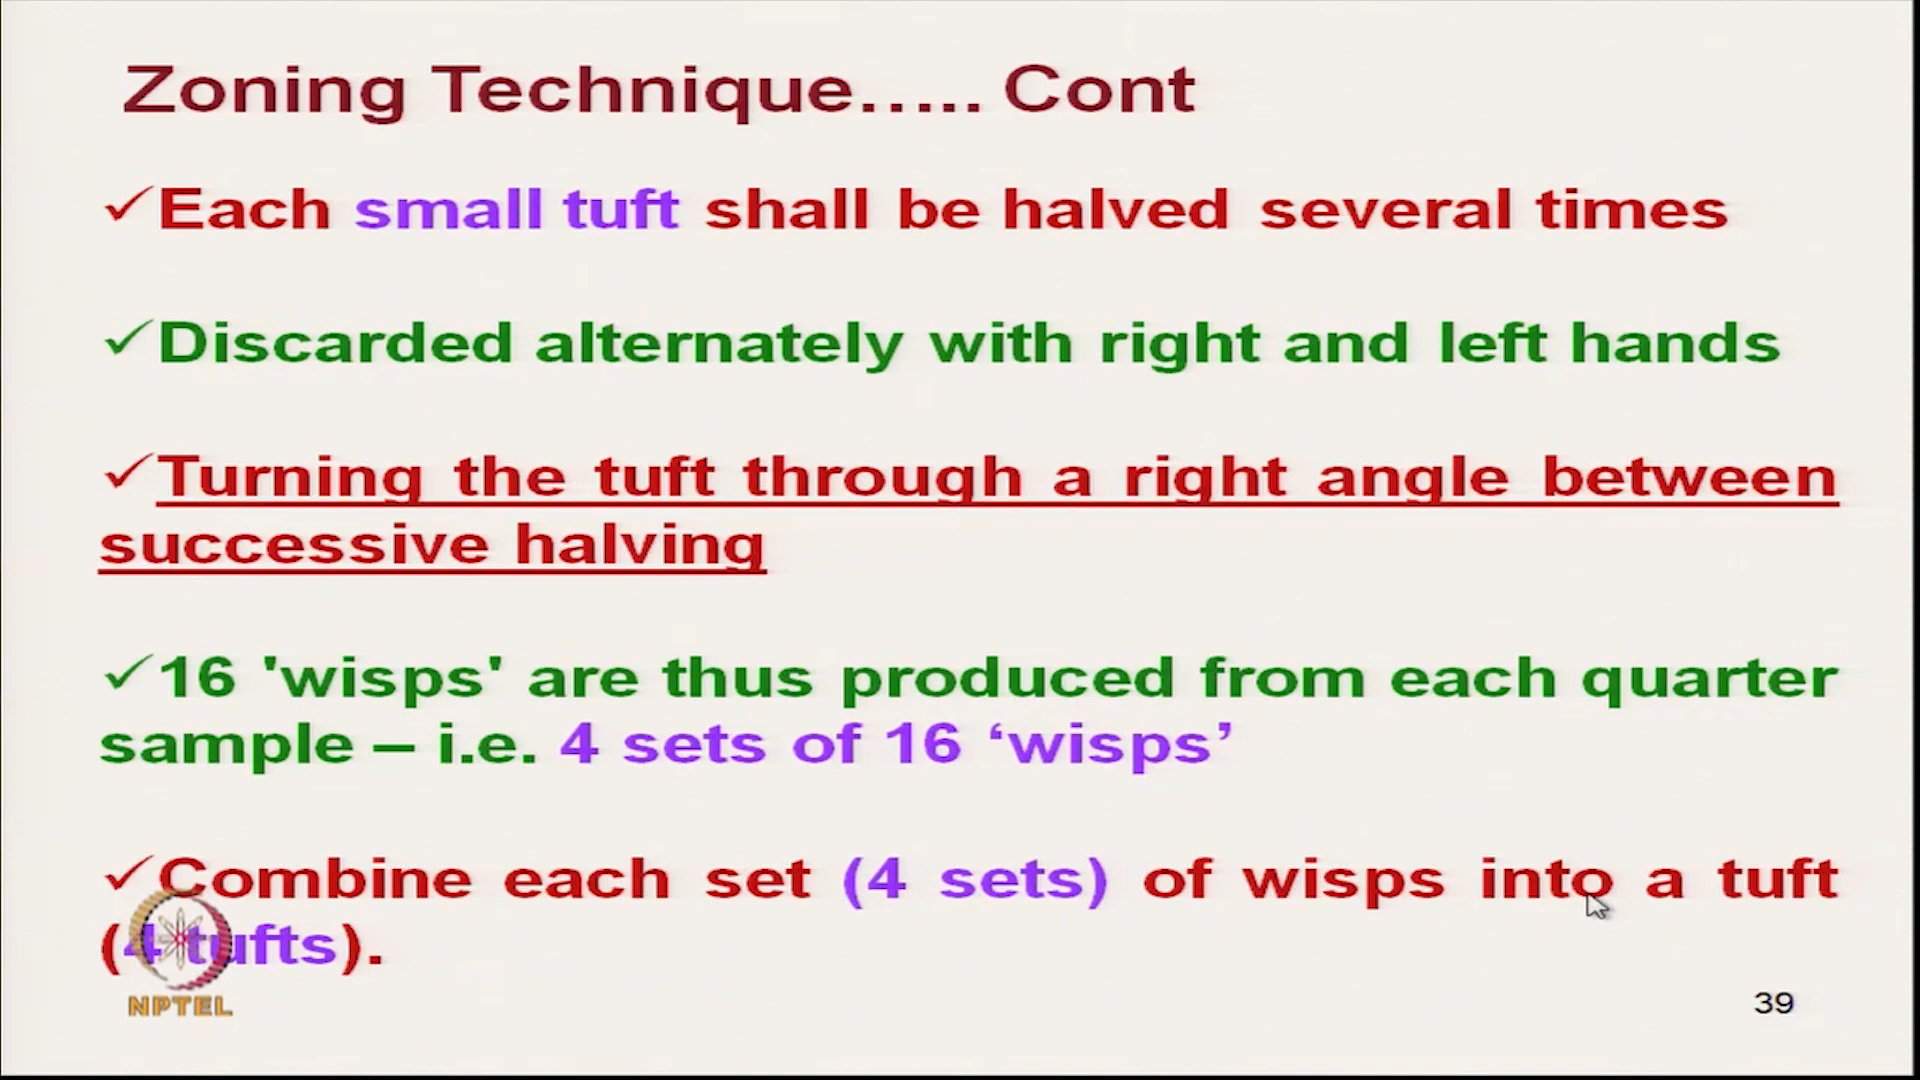 Zoning Technique….. Cont
✓Each small tuft shall be halved several times
✓Discarded alternately with right and left hands
✓Turning the tuft through a right angle between
successive halving
✓16 'wisps' are thus produced from each quarter
sample – i.e. 4 sets of 16 ‘wisps’
✓Combine each set (4 sets) of wisps into a tuft
(4 tufts).
NPTEL
39